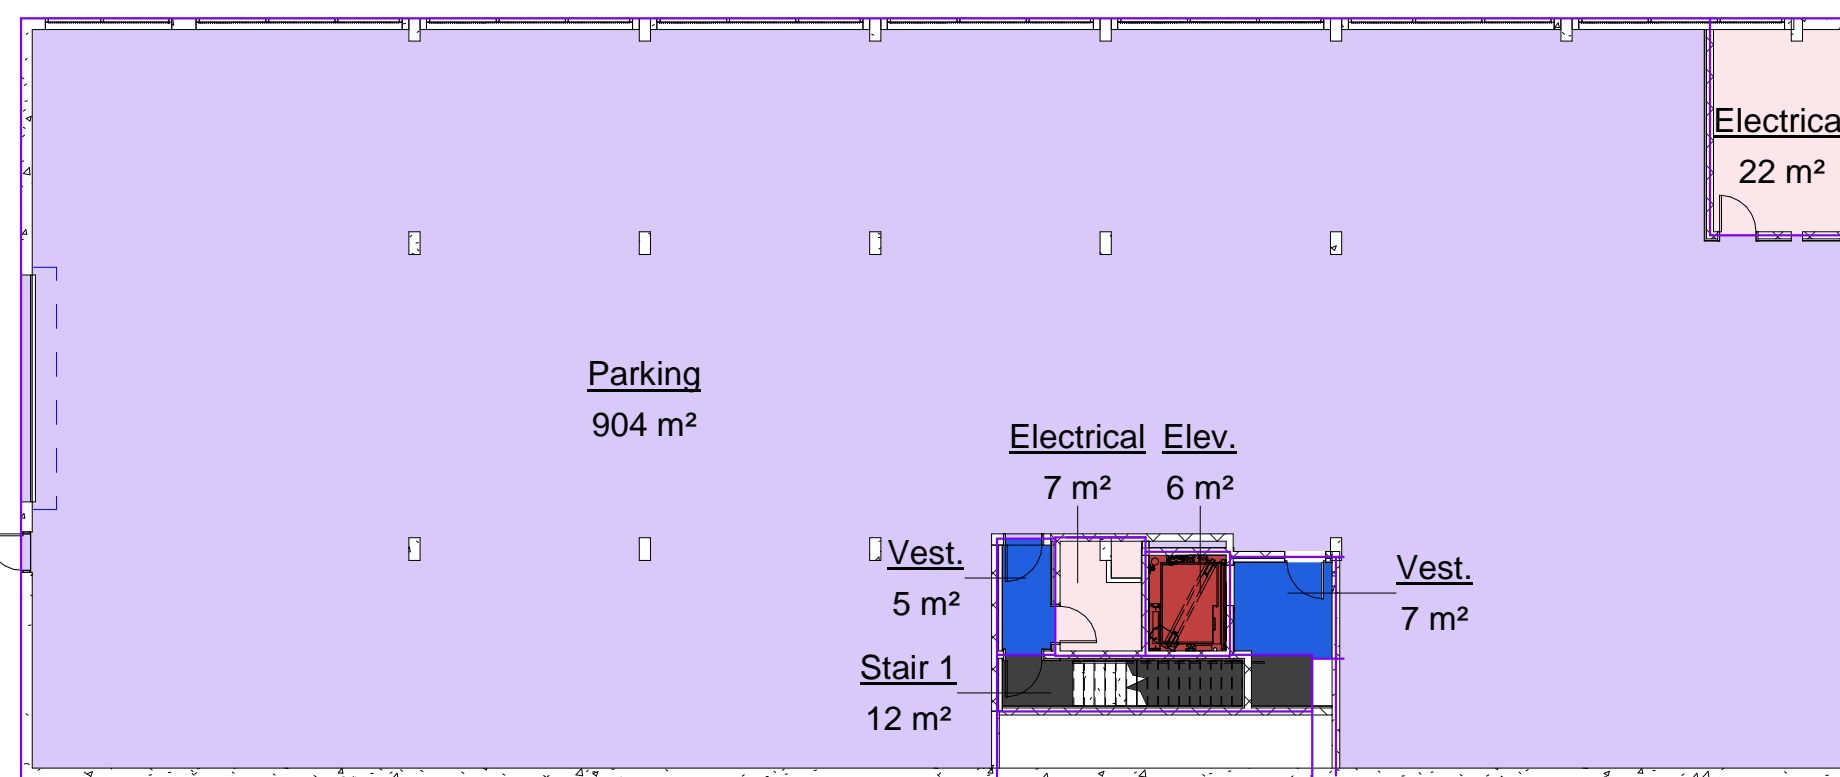 Electrica
22 m²
Parking
904 m²
Electrical
7 m²
Elev.
6 m²
Vest.
5 m²
Vest.
7 m²
Stair 1
12 m²